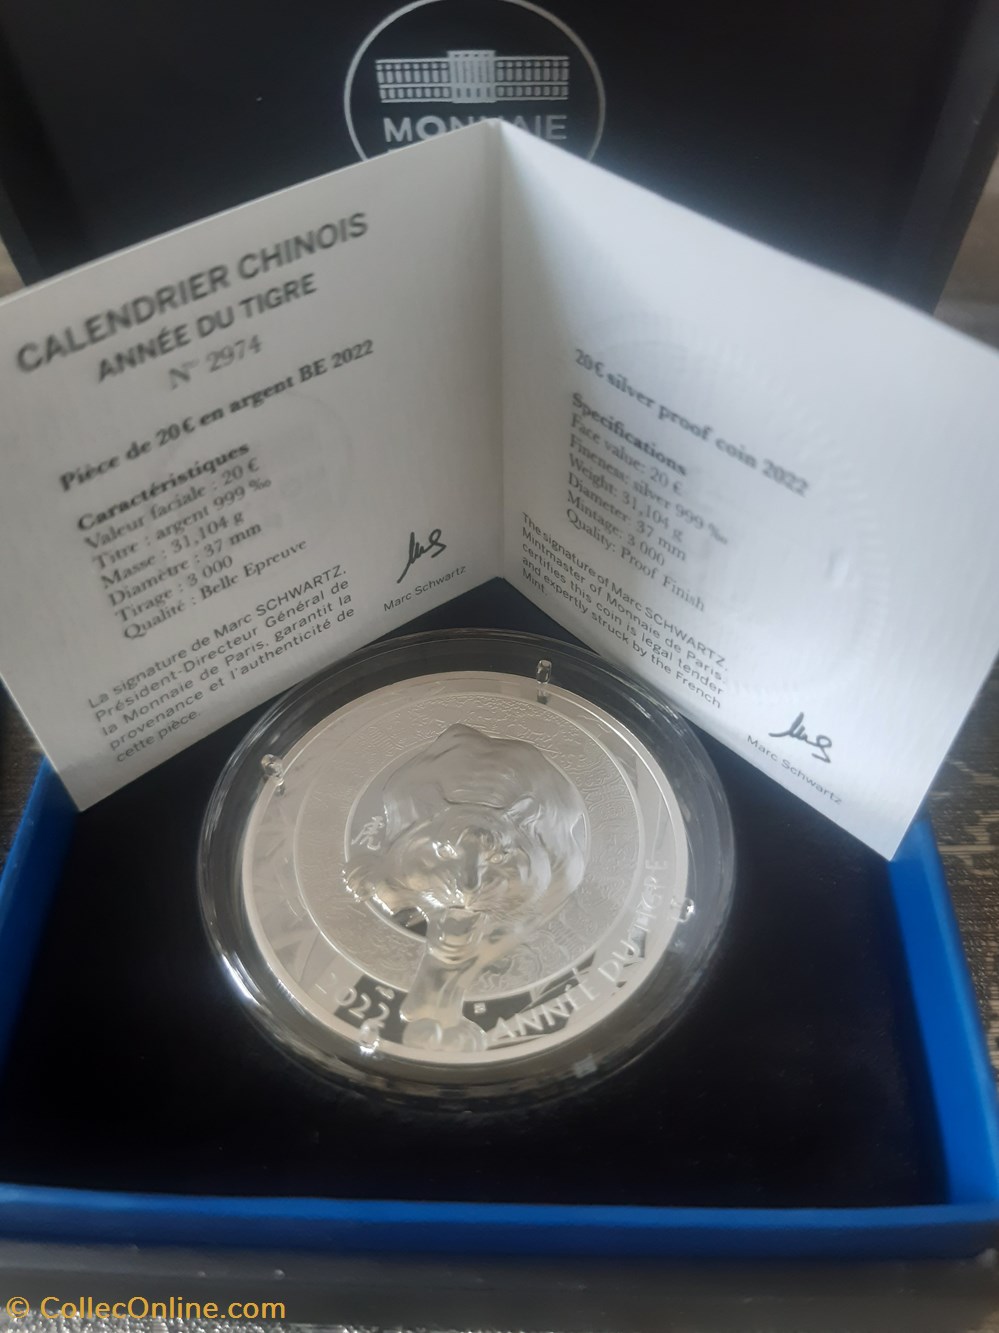 MONNAIE
CALENDRIER CHINOIS
ANNÉE DU TIGRE
N° 2974
Pièce de 20 € en argent BE 2022
Caractéristiques
Valeur faciale : 20 €
Titre : argent 999 ‰
Masse : 31,104 g
Diamètre : 37 mm
Tirage : 3 000
Qualité : Belle Epreuve
La signature de Marc SCHWARTZ,
Président-Directeur Général de
la Monnaie de Paris, garantit la
provenance et l'authenticité de
cette pièce.
Marc Schwartz
20 € silver proof coin 2022
Specifications
Face value: 20 €
Fineness: silver 999 ‰
Weight: 31,104 g
Diameter: 37 mm
Mintage: 3 000
Quality: Proof Finish
The signature of Marc SCHWARTZ,
Mintmaster of Monnaie de Paris,
certifies this coin is legal tender
and expertly struck by the French
Mint.
Marc Schwartz
2022
ANNÉE DU TIGRE
© CollecOnline.com